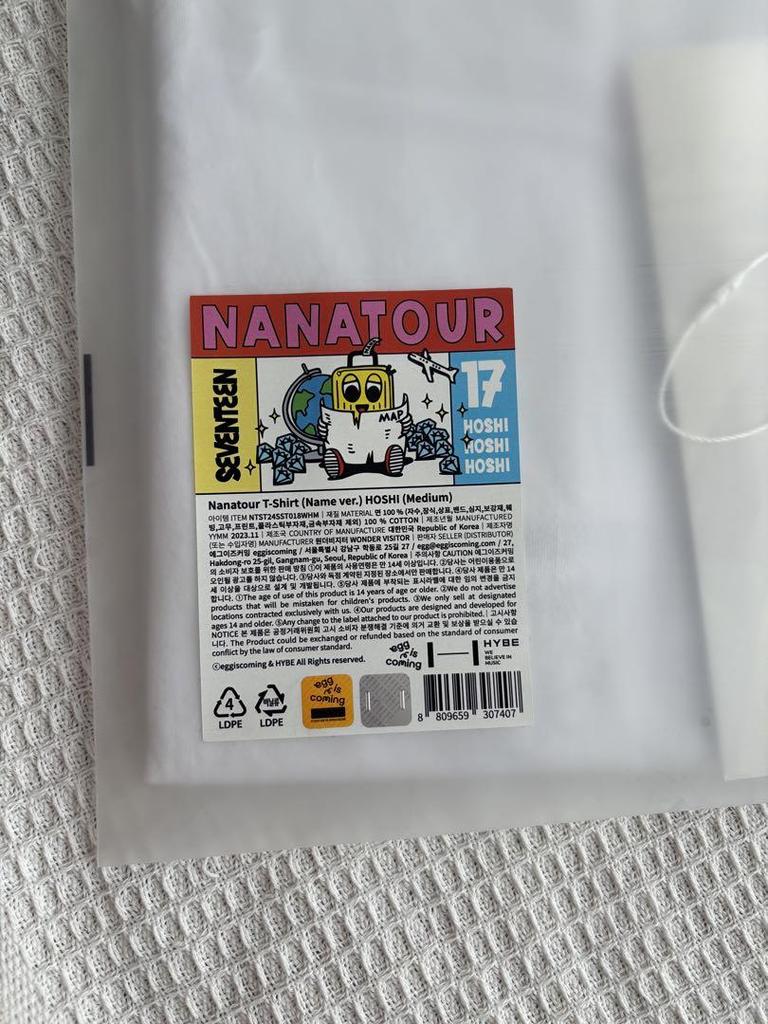 NANATOUR
SEVENTEEN
MAP
17
HOSHI
HOSHI
HOSHI
Nanatour T-Shirt (Name ver.) HOSHI (Medium)
아이템 ITEM NTST24SST018WHM | 재질 MATERIAL 면 100 % (자수,장식,상표,밴드,심지,보강재,웨
빙,고무,프린트,플라스틱부자재,금속부자재 제외) 100 % COTTON | 제조년월 MANUFACTURED
YYMM 2023.11 | 제조국 COUNTRY OF MANUFACTURE 대한민국 Republic of Korea | 제조자명
(또는 수입자명) MANUFACTURER 원더비지터 WONDER VISITOR | 판매자 SELLER (DISTRIBUTOR)
에그이즈커밍 eggiscoming / 서울특별시 강남구 학동로 25길 27 / egg@eggiscoming.com / 27,
Hakdong-ro 25-gil, Gangnam-gu, Seoul, Republic of Korea | 주의사항 CAUTION 에그이즈커밍
의 소비자 보호를 위한 판매 방침 ①이 제품의 사용연령은 만 14세 이상입니다. ②당사는 어린이용품으로
오인될 광고를 하지 않습니다. ③당사와 독점 계약된 지정된 장소에서만 판매합니다. ④당사 제품은 만 14
세 이상을 대상으로 설계 및 개발됩니다. ⑤당사 제품에 부착되는 표시라벨에 대한 임의 변경을 금지
합니다. ①The age of use of this product is 14 years of age or older. ②We do not advertise
products that will be mistaken for children's products. ③We only sell at designated
locations contracted exclusively with us. ④Our products are designed and developed for
ages 14 and older. ⑤Any change to the label attached to our product is prohibited. | 고시사항
NOTICE 본 제품은 공정거래위원회 고시 소비자 분쟁해결 기준에 의거 교환 및 보상을 받으실 수 있습
니다. The Product could be exchanged or refunded based on the standard of consumer
conflict by the law of consumer standard.
ⓒeggiscoming & HYBE All Rights reserved.
egg is coming
HYBE
WE
BELIEVE IN
MUSIC
4
LDPE
LDPE
egg is coming
8 809659 307407